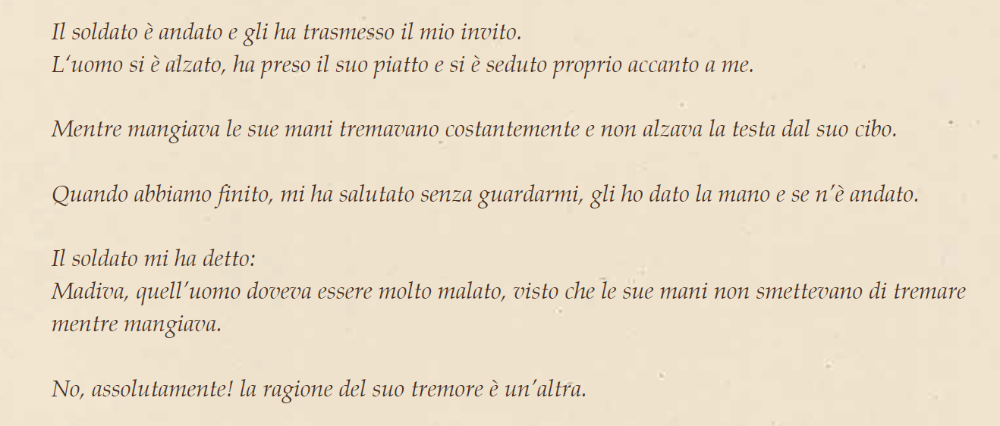 Il soldato è andato e gli ha trasmesso il mio invito.
L‘uomo si è alzato, ha preso il suo piatto e si è seduto proprio accanto a me.
Mentre mangiava le sue mani tremavano costantemente e non alzava la testa dal suo cibo.
Quando abbiamo finito, mi ha salutato senza guardarmi, gli ho dato la mano e se n’è andato.
Il soldato mi ha detto:
Madiva, quell’uomo doveva essere molto malato, visto che le sue mani non smettevano di tremare
mentre mangiava.
No, assolutamente! la ragione del suo tremore è un’altra.